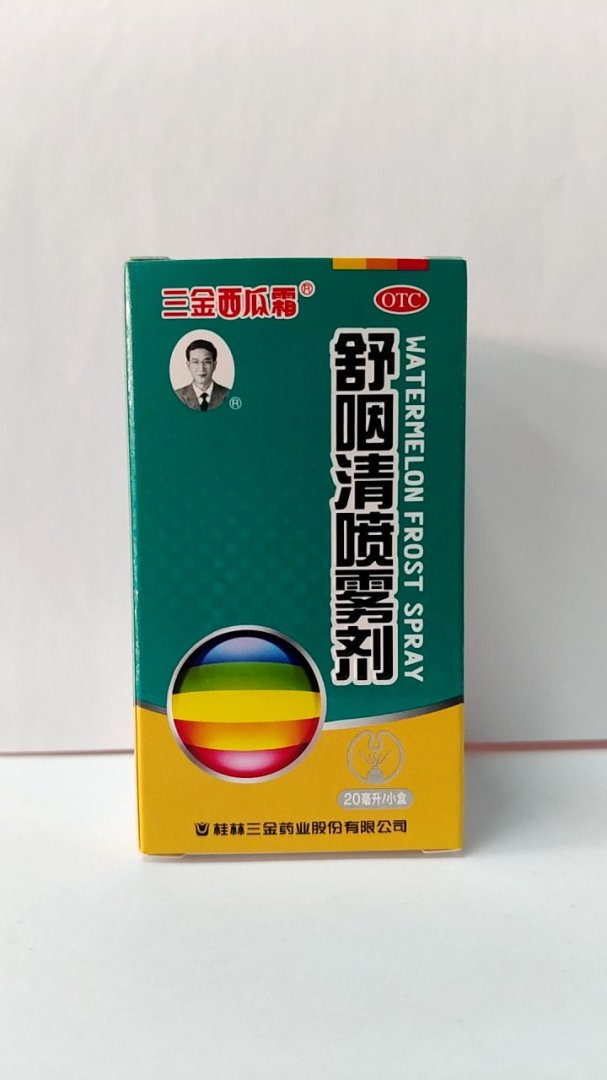 三金西瓜霜®
OTC
®
舒咽清喷雾剂
WATERMELON FROST SPRAY
20毫升/小盒
桂林三金药业股份有限公司